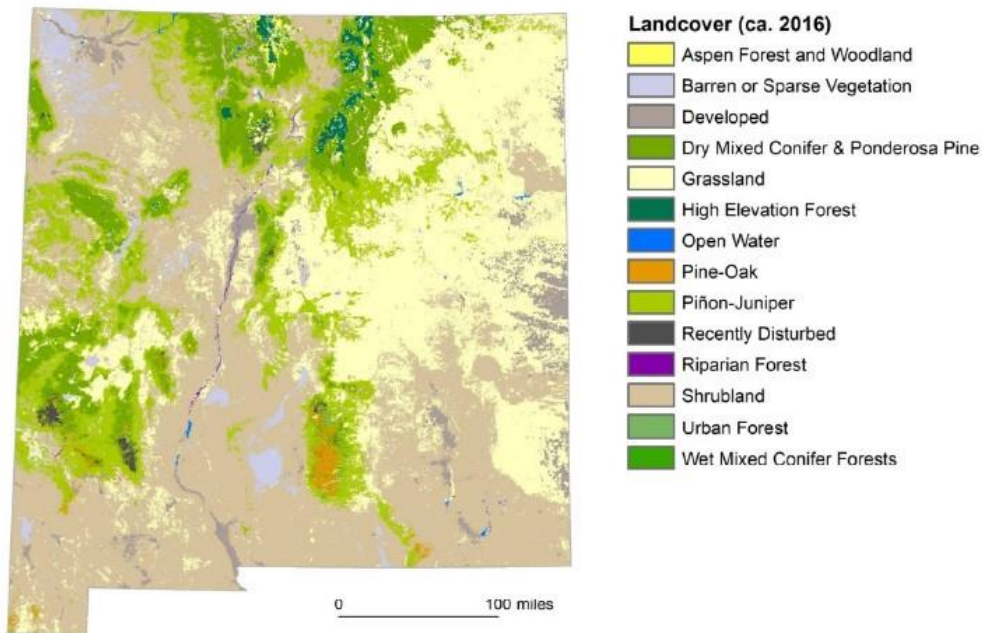 Landcover (ca. 2016)
Aspen Forest and Woodland
Barren or Sparse Vegetation
Developed
Dry Mixed Conifer & Ponderosa Pine
Grassland
High Elevation Forest
Open Water
Pine-Oak
Piñon-Juniper
Recently Disturbed
Riparian Forest
Shrubland
Urban Forest
Wet Mixed Conifer Forests
0 100 miles